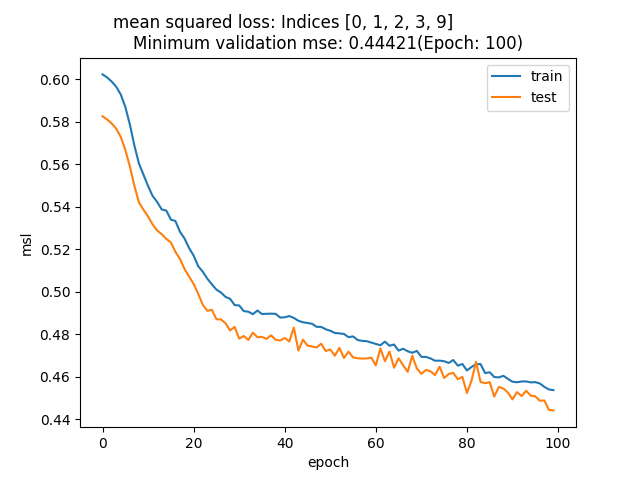 mean squared loss: Indices [0, 1, 2, 3, 9]
Minimum validation mse: 0.44421(Epoch: 100)
train
test
0.60
0.58
0.56
0.54
0.52
0.50
0.48
0.46
0.44
msl
0 20 40 60 80 100
epoch